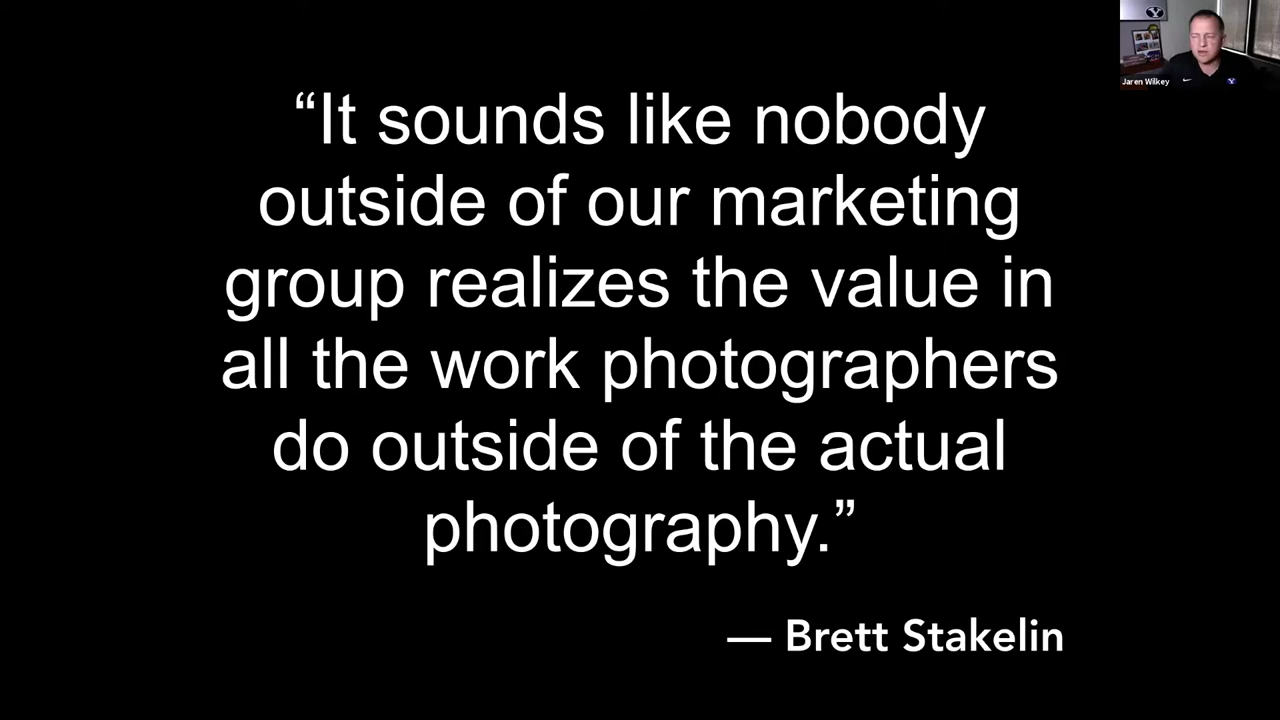 “It sounds like nobody
outside of our marketing
group realizes the value in
all the work photographers
do outside of the actual
photography.”
— Brett Stakelin
Jaren Wilkey